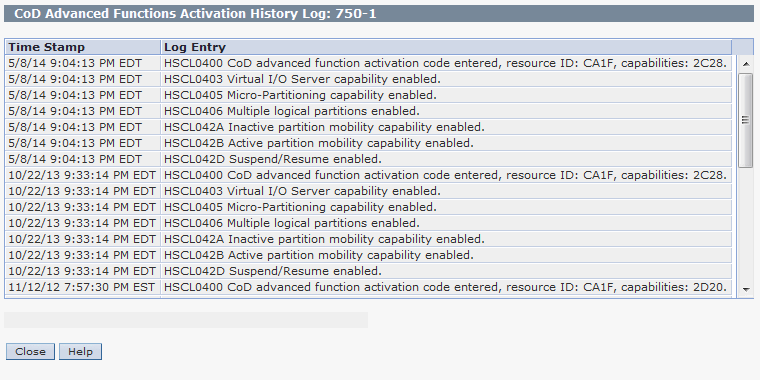 CoD Advanced Functions Activation History Log: 750-1
Time Stamp Log Entry
5/8/14 9:04:13 PM EDT HSCL0400 CoD advanced function activation code entered, resource ID: CA1F, capabilities: 2C28.
5/8/14 9:04:13 PM EDT HSCL0403 Virtual I/O Server capability enabled.
5/8/14 9:04:13 PM EDT HSCL0405 Micro-Partitioning capability enabled.
5/8/14 9:04:13 PM EDT HSCL0406 Multiple logical partitions enabled.
5/8/14 9:04:13 PM EDT HSCL042A Inactive partition mobility capability enabled.
5/8/14 9:04:13 PM EDT HSCL042B Active partition mobility capability enabled.
5/8/14 9:04:13 PM EDT HSCL042D Suspend/Resume enabled.
10/22/13 9:33:14 PM EDT HSCL0400 CoD advanced function activation code entered, resource ID: CA1F, capabilities: 2C28.
10/22/13 9:33:14 PM EDT HSCL0403 Virtual I/O Server capability enabled.
10/22/13 9:33:14 PM EDT HSCL0405 Micro-Partitioning capability enabled.
10/22/13 9:33:14 PM EDT HSCL0406 Multiple logical partitions enabled.
10/22/13 9:33:14 PM EDT HSCL042A Inactive partition mobility capability enabled.
10/22/13 9:33:14 PM EDT HSCL042B Active partition mobility capability enabled.
10/22/13 9:33:14 PM EDT HSCL042D Suspend/Resume enabled.
11/12/12 7:57:30 PM EST HSCL0400 CoD advanced function activation code entered, resource ID: CA1F, capabilities: 2D20.
Close Help